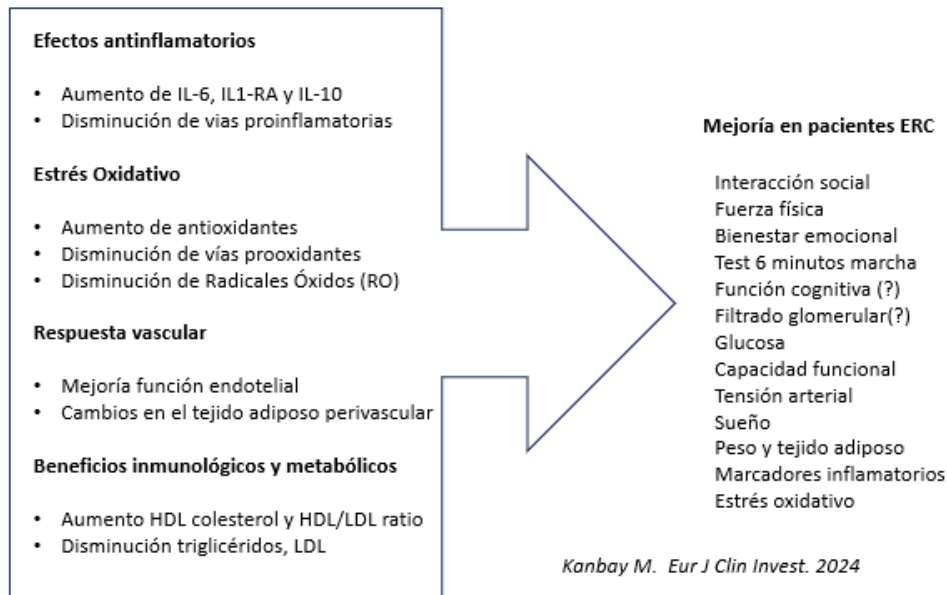 Efectos antinflamatorios
• Aumento de IL-6, IL1-RA y IL-10
• Disminución de vias proinflamatorias
Estrés Oxidativo
• Aumento de antioxidantes
• Disminución de vías prooxidantes
• Disminución de Radicales Óxidos (RO)
Respuesta vascular
• Mejoría función endotelial
• Cambios en el tejido adiposo perivascular
Beneficios inmunológicos y metabólicos
• Aumento HDL colesterol y HDL/LDL ratio
• Disminución triglicéridos, LDL
Mejoría en pacientes ERC
Interacción social
Fuerza física
Bienestar emocional
Test 6 minutos marcha
Función cognitiva (?)
Filtrado glomerular(?)
Glucosa
Capacidad funcional
Tensión arterial
Sueño
Peso y tejido adiposo
Marcadores inflamatorios
Estrés oxidativo
Kanbay M. Eur J Clin Invest. 2024